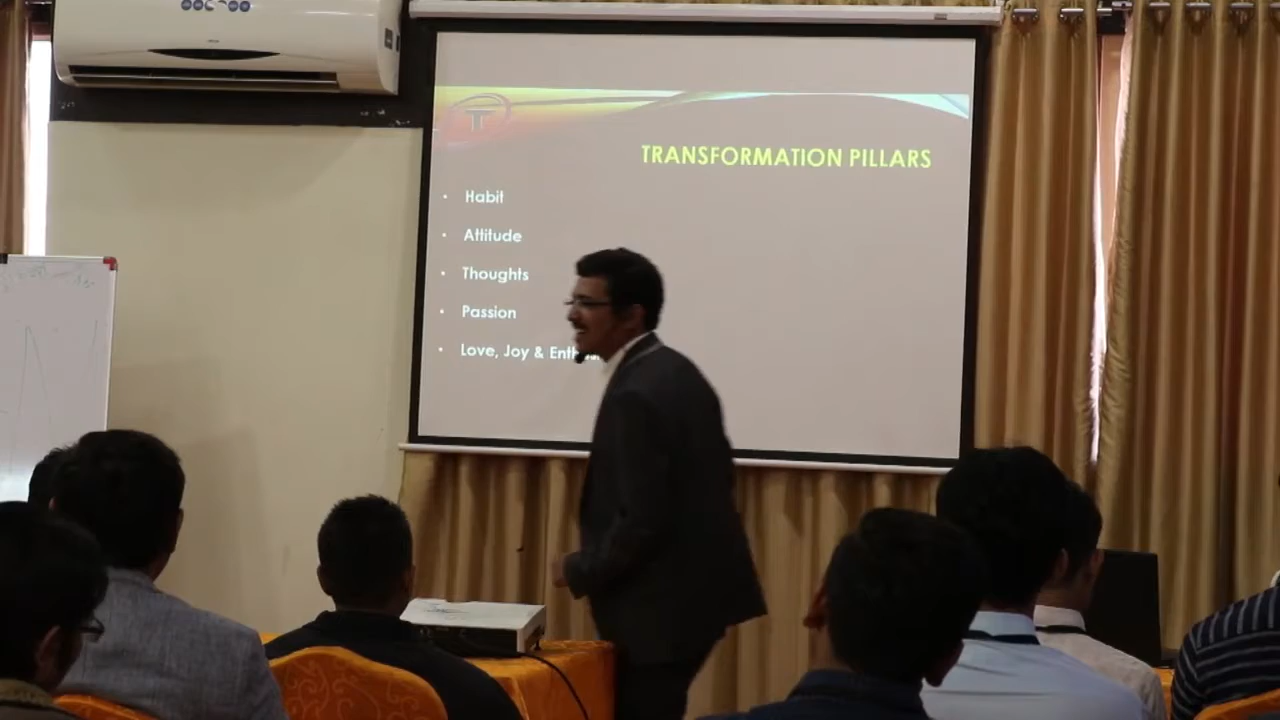 T
TRANSFORMATION PILLARS
• Habit
• Attitude
• Thoughts
• Passion
• Love, Joy &